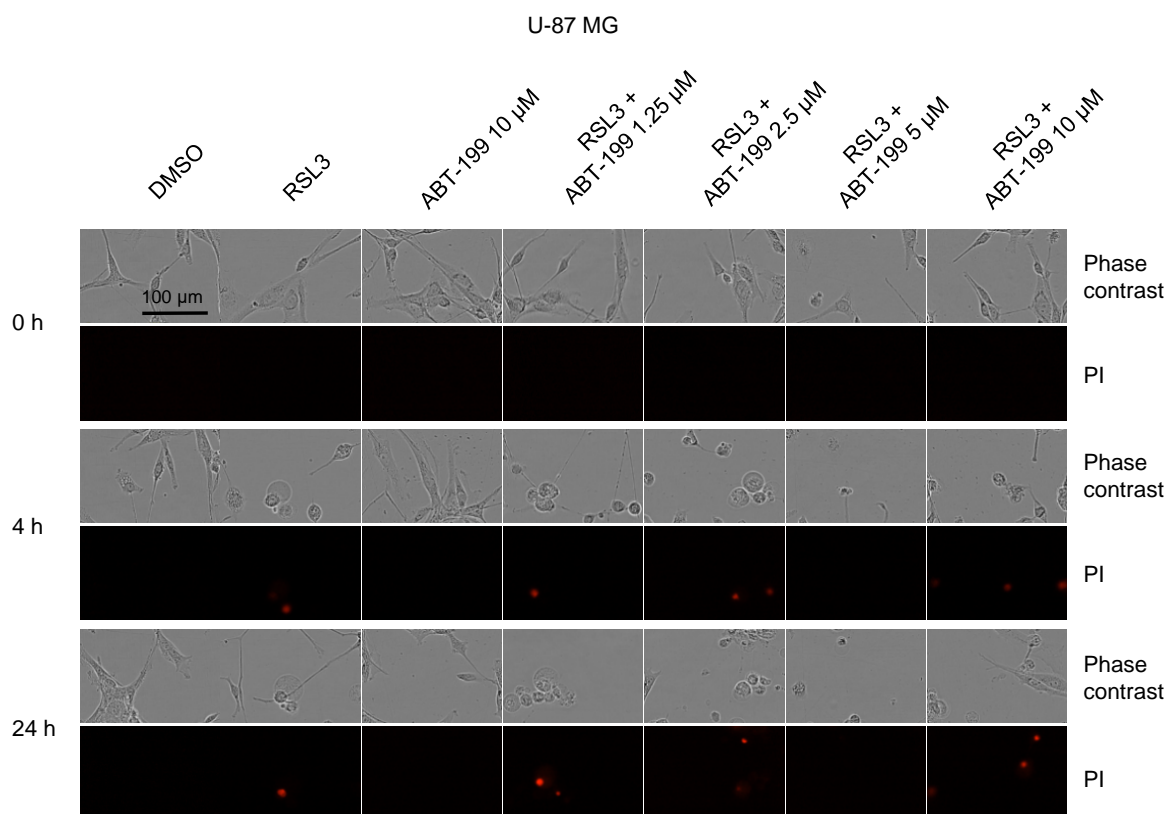 U-87 MG
DMSO
RSL3
ABT-199 10 µM
RSL3 +
ABT-199 1.25 µM
RSL3 +
ABT-199 2.5 µM
RSL3 +
ABT-199 5 µM
RSL3 +
ABT-199 10 µM
0 h
100 µm
Phase
contrast
PI
4 h
Phase
contrast
PI
24 h
Phase
contrast
PI